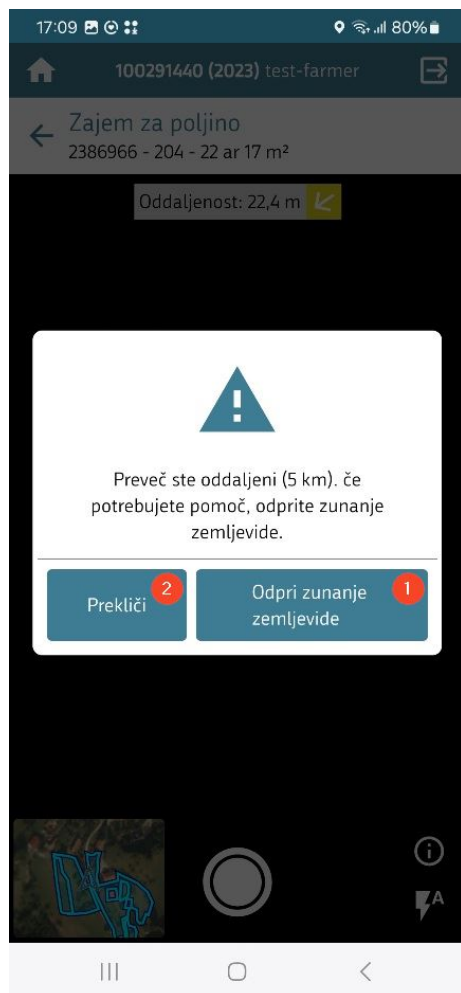 17:09 80%
100291440 (2023) test-farmer
Zajem za poljino
2386966 - 204 - 22 ar 17 m²
Oddaljenost: 22,4 m
Preveč ste oddaljeni (5 km). če
potrebujete pomoč, odprite zunanje
zemljevide.
Prekliči 2
Odpri zunanje 1
zemljevide
A